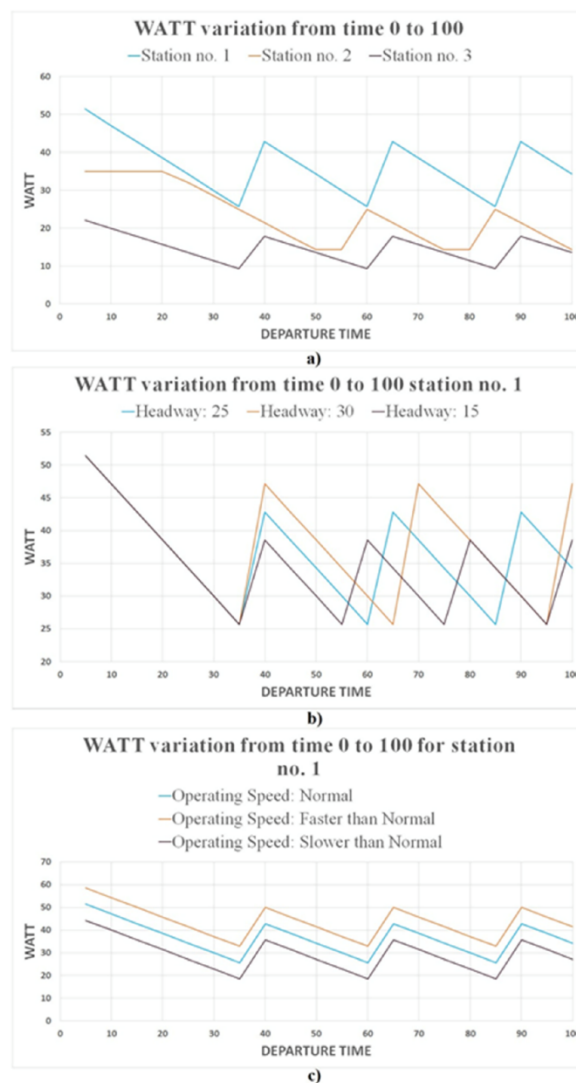 WATT variation from time 0 to 100
Station no. 1 Station no. 2 Station no. 3
60
50
40
30
20
10
0
WATT
0 10 20 30 40 50 60 70 80 90 100
DEPARTURE TIME
a)
WATT variation from time 0 to 100 station no. 1
Headway: 25 Headway: 30 Headway: 15
55
50
45
40
35
30
25
20
WATT
0 10 20 30 40 50 60 70 80 90 100
DEPARTURE TIME
b)
WATT variation from time 0 to 100 for station
no. 1
Operating Speed: Normal
Operating Speed: Faster than Normal
Operating Speed: Slower than Normal
70
60
50
40
30
20
10
0
WATT
0 10 20 30 40 50 60 70 80 90 100
DEPARTURE TIME
c)